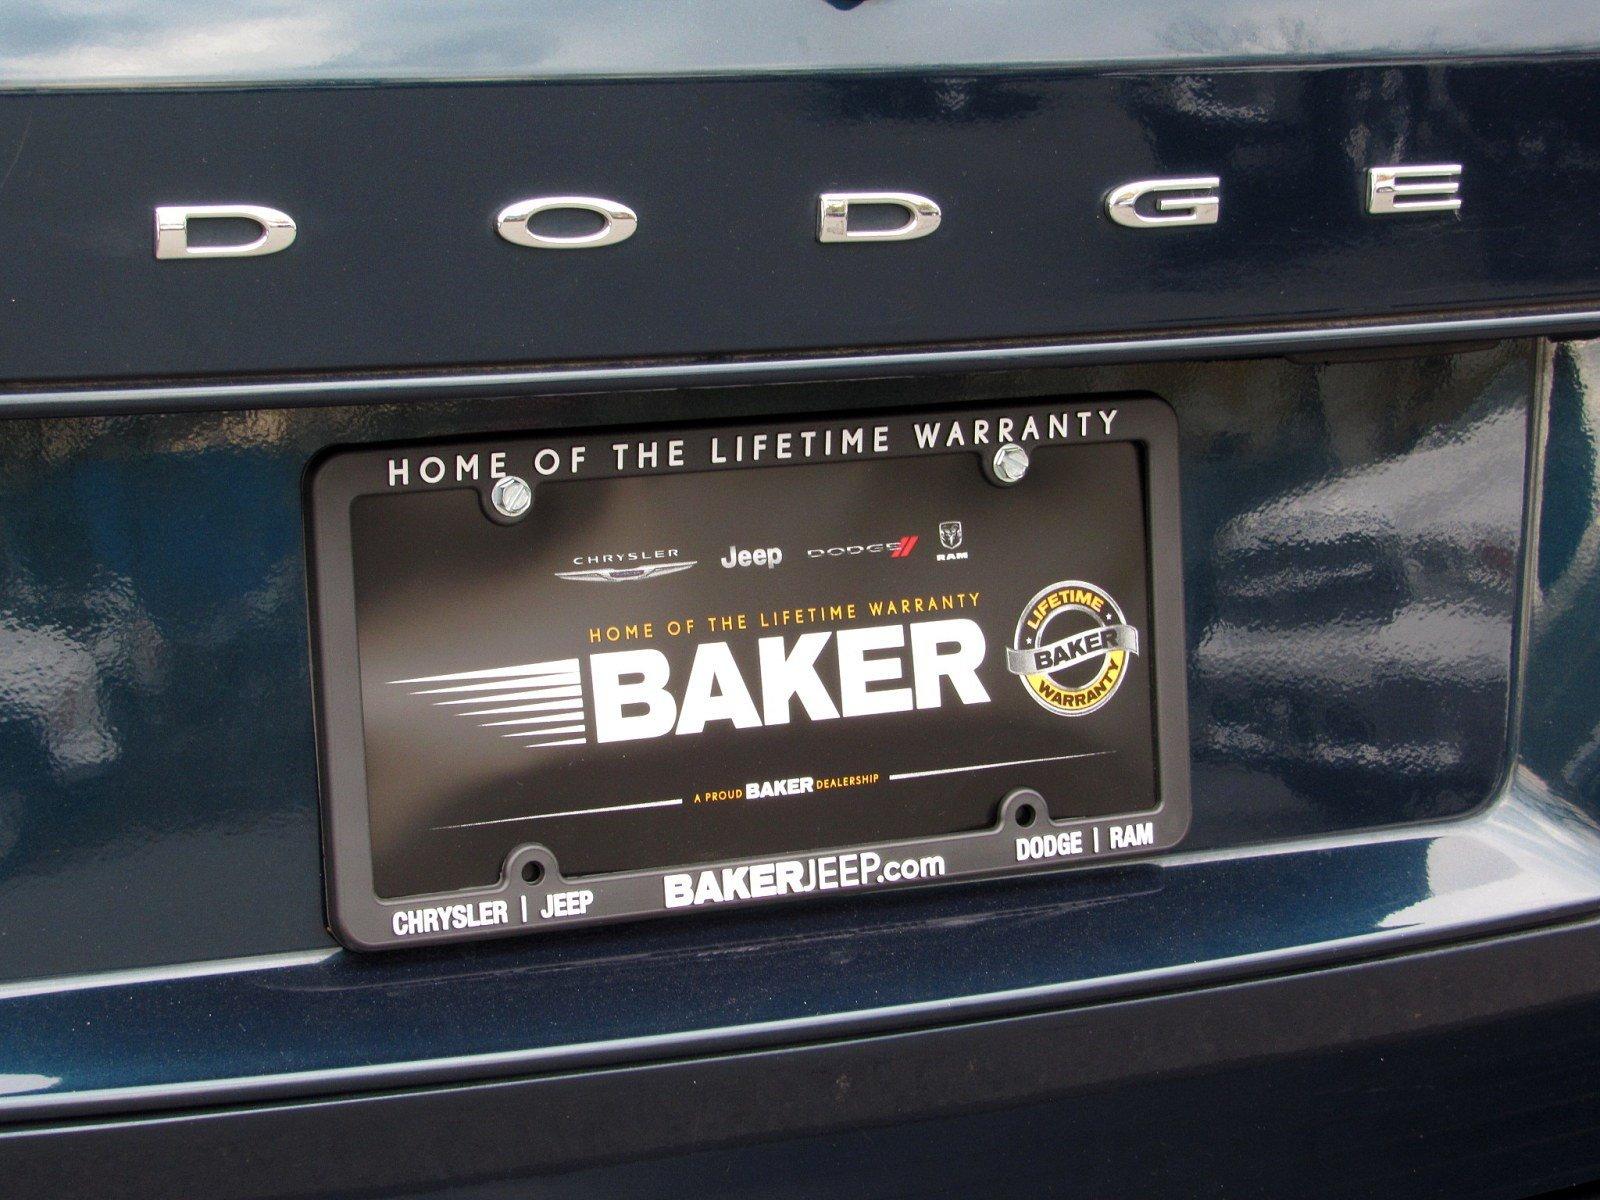 DODGE
HOME OF THE LIFETIME WARRANTY
CHRYSLER Jeep DODGE RAM
HOME OF THE LIFETIME WARRANTY
BAKER
LIFETIME
BAKER
WARRANTY
A PROUD BAKER DEALERSHIP
CHRYSLER | JEEP BAKERJEEP.com DODGE | RAM